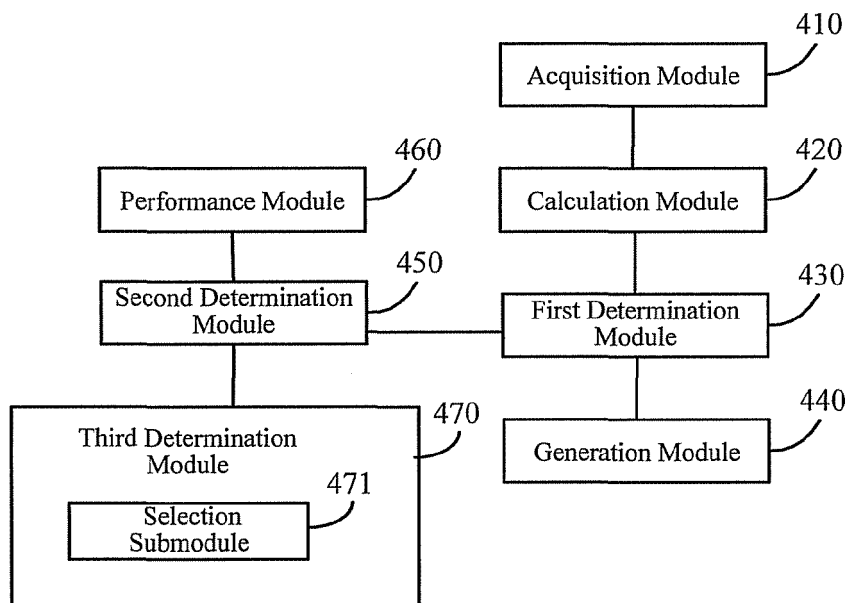 410
Acquisition Module
460
420
Performance Module
Calculation Module
450
430
Second Determination
Module
First Determination
Module
470
440
Third Determination
Module
Generation Module
471
Selection
Submodule